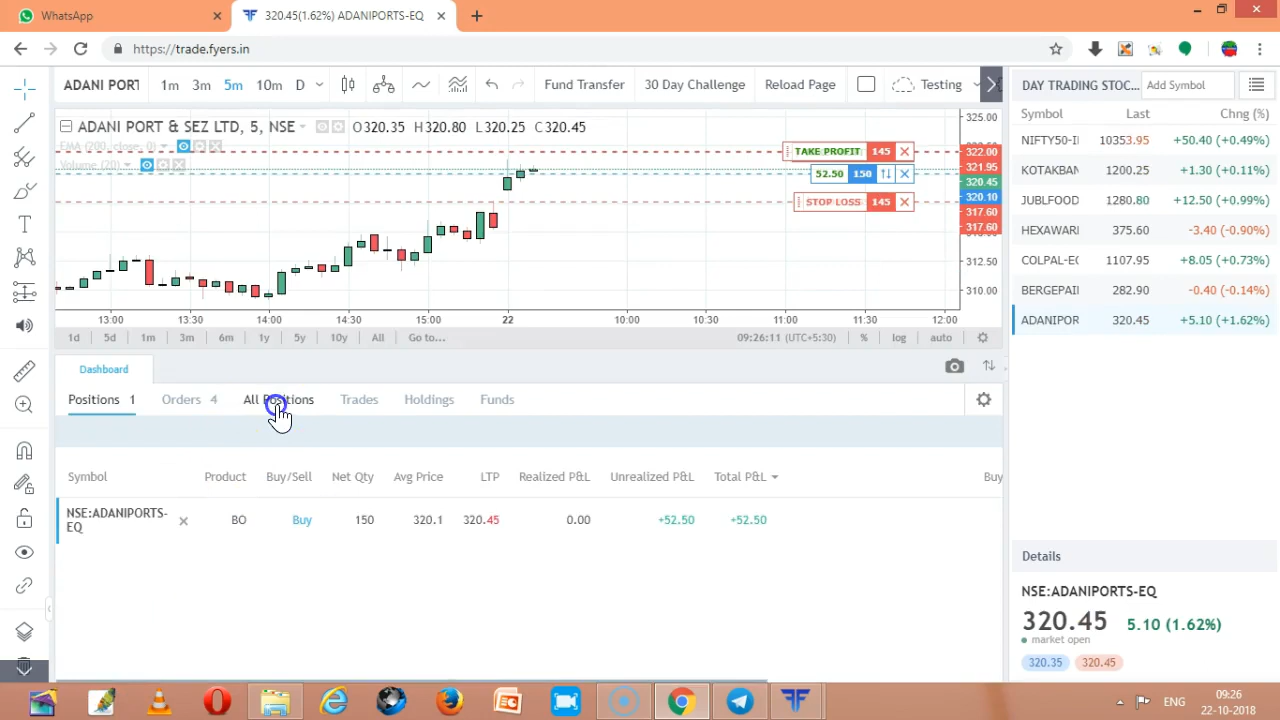 WhatsApp
320.45(1.62%) ADANIPORTS-EQ
https://trade.fyers.in
ADANI PORT
1m 3m 5m 10m D
Fund Transfer
30 Day Challenge
Reload Page
Testing
DAY TRADING STOC...
Add Symbol
ADANI PORT & SEZ LTD, 5, NSE
O320.35 H320.80 L320.25 C320.45
EMA (200, close, 0)
Volume (20)
TAKE PROFIT 145
52.50 150
STOP LOSS 145
325.00
322.00
321.95
320.45
320.10
317.60
317.60
312.50
310.00
13:00 13:30 14:00 14:30 15:00 22 10:00 10:30 11:00 11:30 12:00
1d 5d 1m 3m 6m 1y 5y 10y All Go to...
09:26:11 (UTC+5:30) % log auto
Symbol Last Chng (%)
NIFTY50-I 10353.95 +50.40 (+0.49%)
KOTAKBAN 1200.25 +1.30 (+0.11%)
JUBLFOOD 1280.80 +12.50 (+0.99%)
HEXAWARI 375.60 -3.40 (-0.90%)
COLPAL-EC 1107.95 +8.05 (+0.73%)
BERGEPAII 282.90 -0.40 (-0.14%)
ADANIPOR 320.45 +5.10 (+1.62%)
Dashboard
Positions 1 Orders 4 All Positions Trades Holdings Funds
Symbol Product Buy/Sell Net Qty Avg Price LTP Realized P&L Unrealized P&L Total P&L Buy
NSE:ADANIPORTS-
EQ
BO Buy 150 320.1 320.45 0.00 +52.50 +52.50
Details
NSE:ADANIPORTS-EQ
320.45 5.10 (1.62%)
market open
320.35 320.45
ENG
09:26
22-10-2018